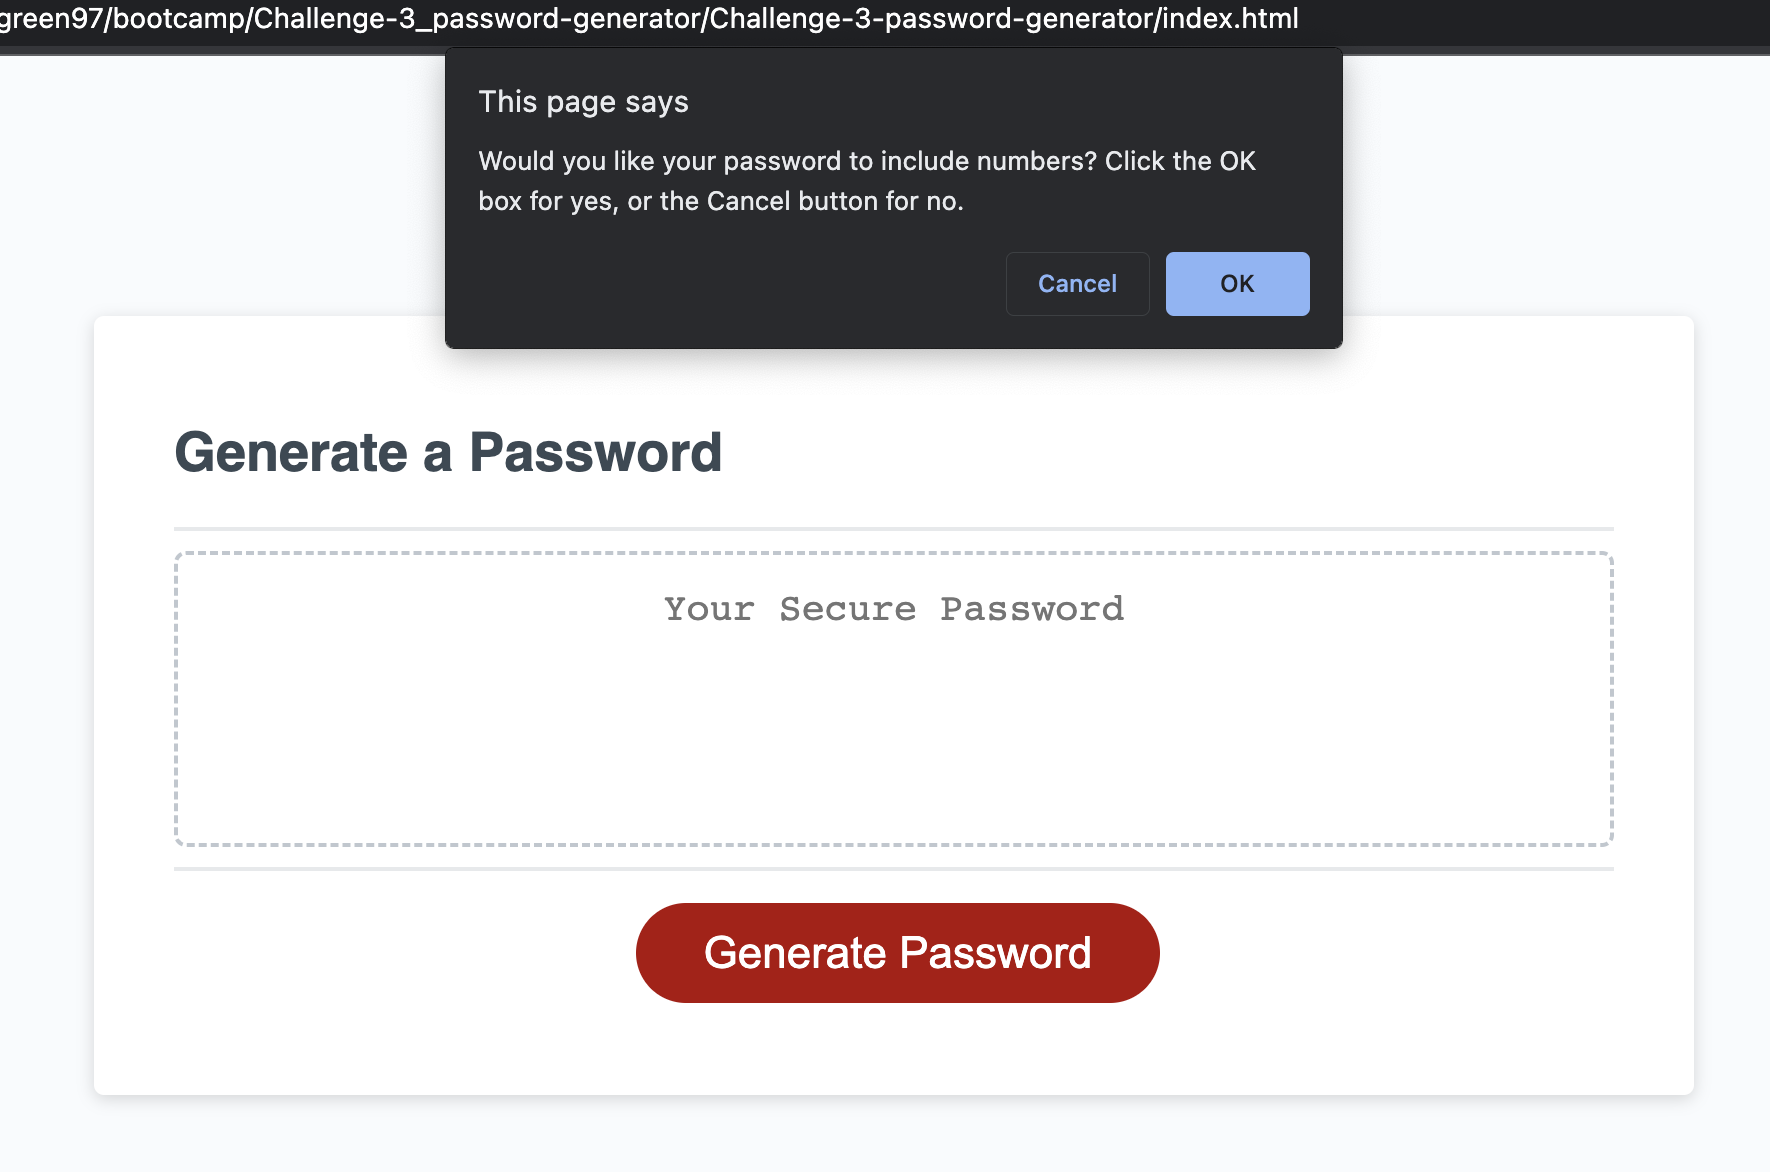 green97/bootcamp/Challenge-3_password-generator/Challenge-3-password-generator/index.html
This page says
Would you like your password to include numbers? Click the OK
box for yes, or the Cancel button for no.
Cancel OK
Generate a Password
Your Secure Password
Generate Password